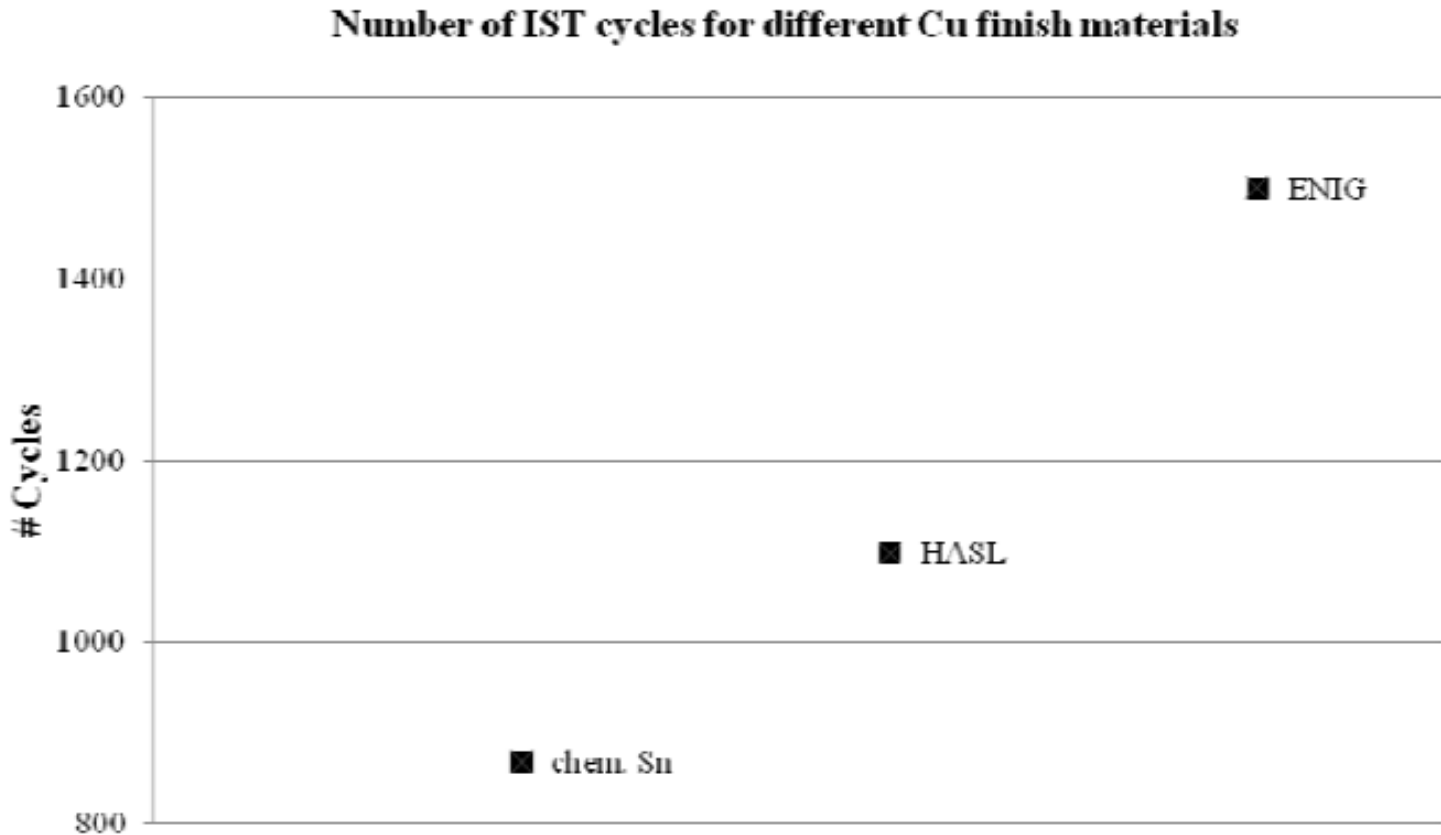 Number of IST cycles for different Cu finish materials
1600
ENIG
1400
# Cycles
1200
HASL
1000
chem. Sn
800